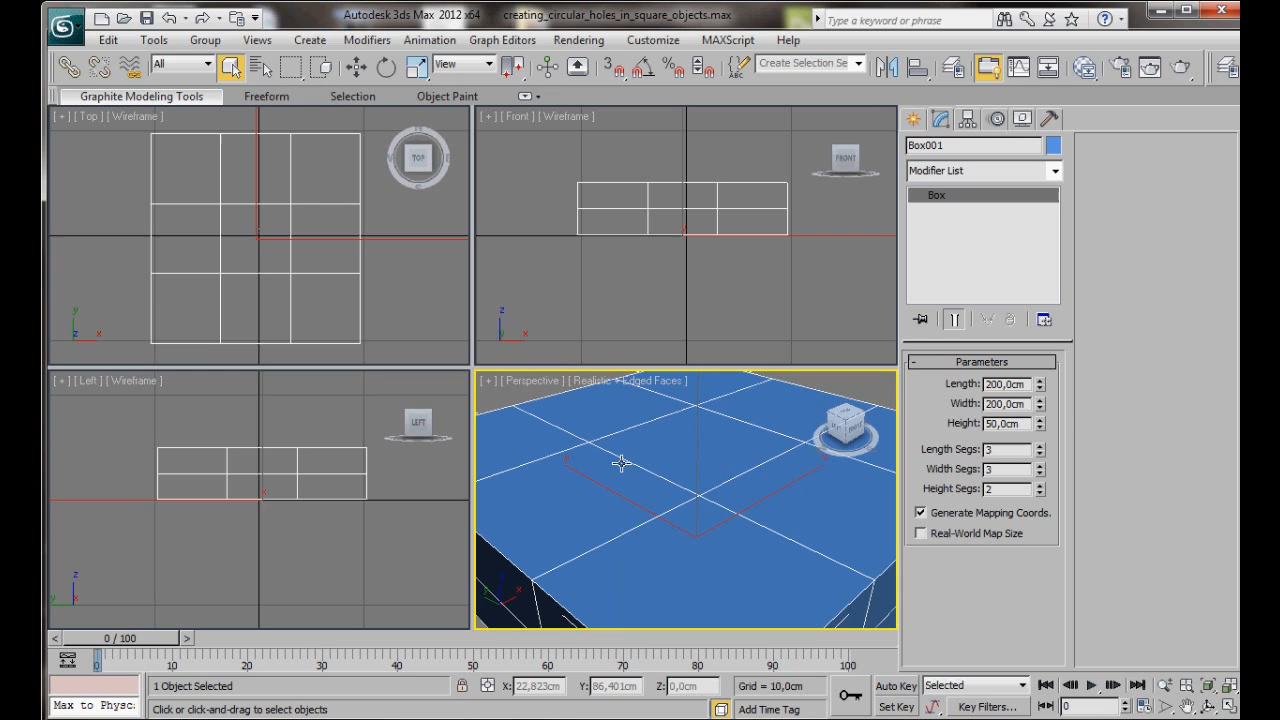 Autodesk 3ds Max 2012 x64 creating_circular_holes_in_square_objects.max
Type a keyword or phrase
Edit Tools Group Views Create Modifiers Animation Graph Editors Rendering Customize MAXScript Help
All View 3 Create Selection Se
Graphite Modeling Tools Freeform Selection Object Paint
[ + ] [ Top ] [ Wireframe ]
TOP
y
z x
[ + ] [ Front ] [ Wireframe ]
FRONT
z
y x
[ + ] [ Left ] [ Wireframe ]
LEFT
z
y x
[ + ] [ Perspective ] [ Realistic + Edged Faces ]
Box001
Modifier List
Box
- Parameters
Length: 200,0cm
Width: 200,0cm
Height: 50,0cm
Length Segs: 3
Width Segs: 3
Height Segs: 2
Generate Mapping Coords.
Real-World Map Size
< 0 / 100 >
0 10 20 30 40 50 60 70 80 90 100
1 Object Selected X: 22,823cm Y: 86,401cm Z: 0,0cm Grid = 10,0cm Auto Key Selected
Max to Physc: Click or click-and-drag to select objects Add Time Tag Set Key Key Filters... 0